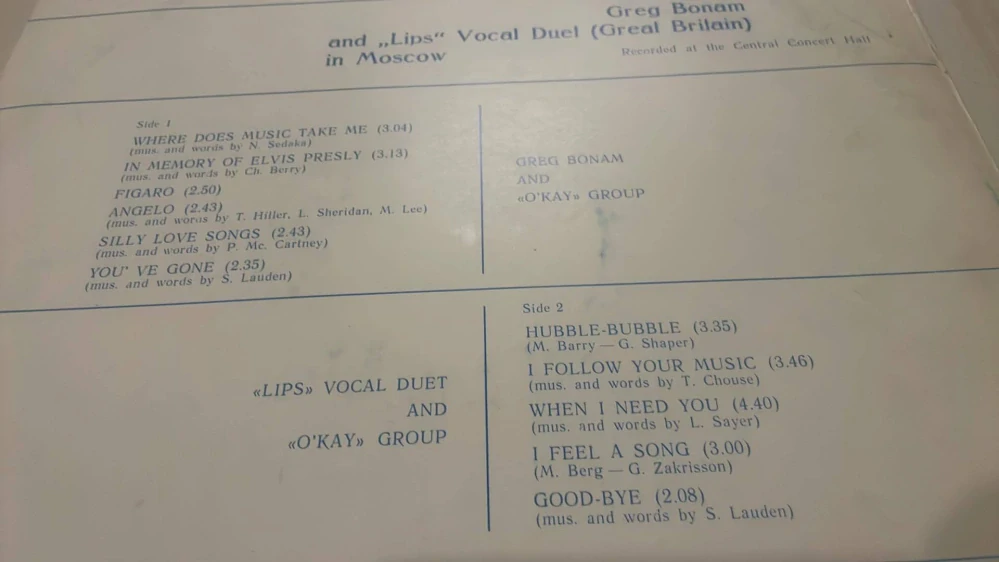 Greg Bonam
and „Lips“ Vocal Duel (Greal Brilain)
in Moscow
Recorded at the Central Concert Hall
Side 1
WHERE DOES MUSIC TAKE ME (3.04)
(mus. and words by N. Sedaka)
IN MEMORY OF ELVIS PRESLY (3.13)
(mus. and words by Ch. Berry)
FIGARO (2.50)
ANGELO (2.43)
(mus. and words by T. Hiller, L. Sheridan, M. Lee)
SILLY LOVE SONGS (2.43)
(mus. and words by P. Mc. Cartney)
YOU' VE GONE (2.35)
(mus. and words by S. Lauden)
GREG BONAM
AND
«O'KAY» GROUP
«LIPS» VOCAL DUET
AND
«O'KAY» GROUP
Side 2
HUBBLE-BUBBLE (3.35)
(M. Barry — G. Shaper)
I FOLLOW YOUR MUSIC (3.46)
(mus. and words by T. Chouse)
WHEN I NEED YOU (4.40)
(mus. and words by L. Sayer)
I FEEL A SONG (3.00)
(M. Berg — G. Zakrisson)
GOOD-BYE (2.08)
(mus. and words by S. Lauden)